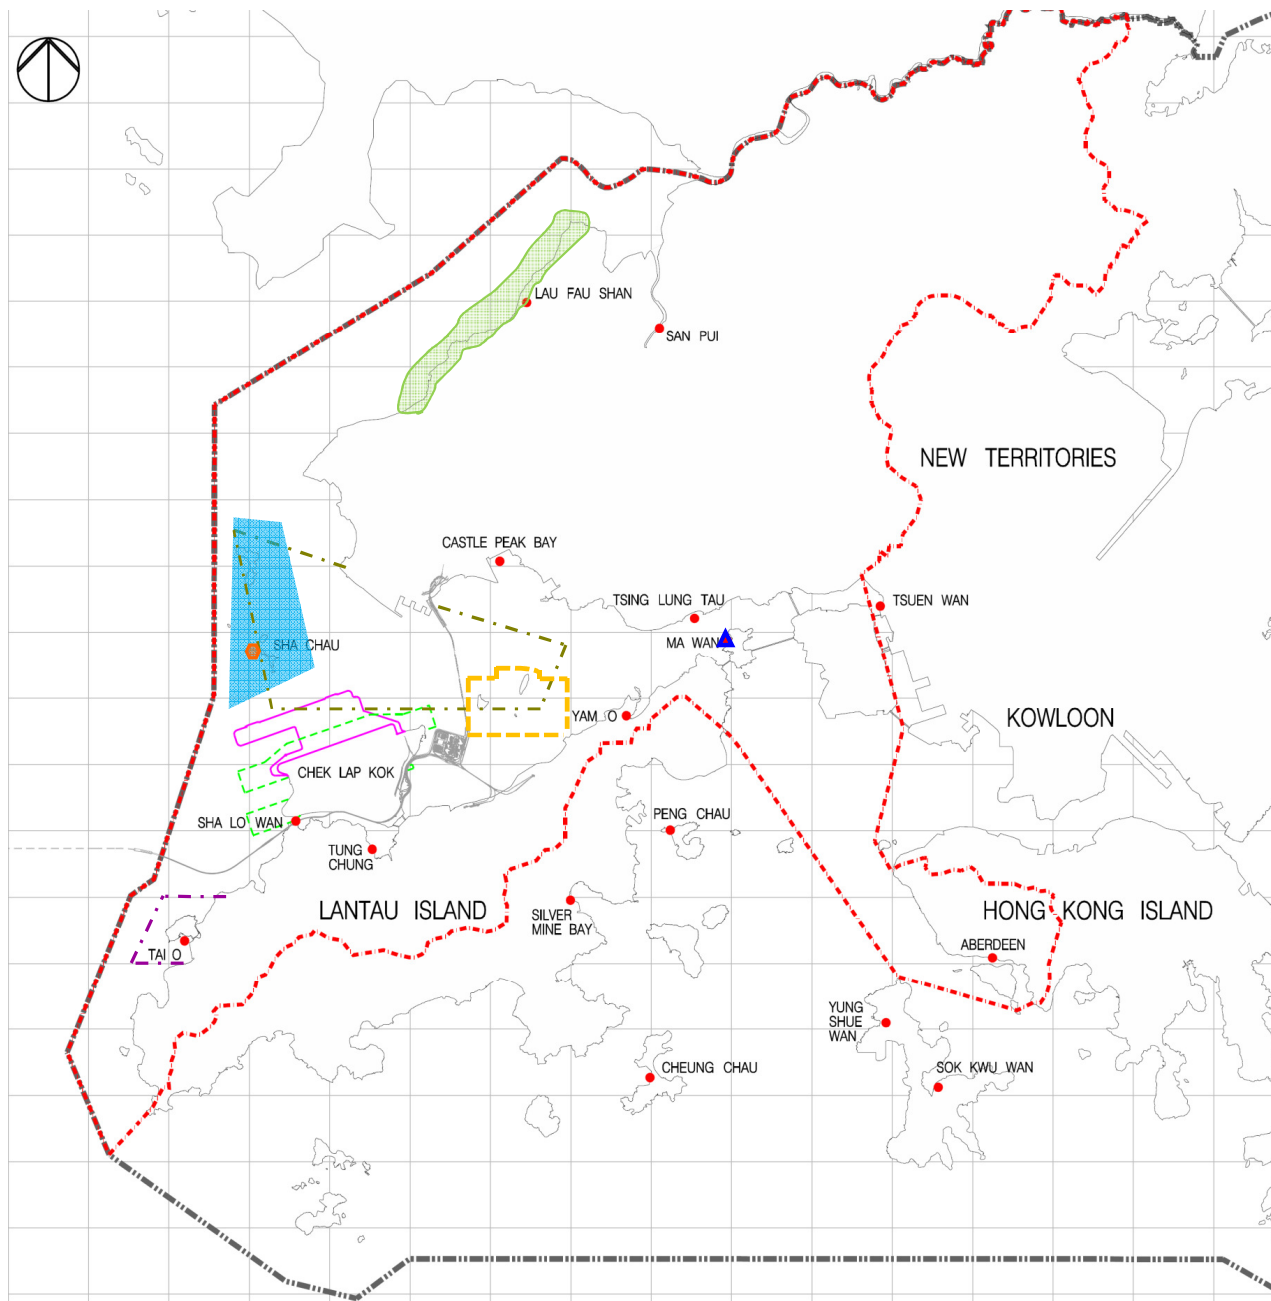 LAU FAU SHAN
SAN PUI
NEW TERRITORIES
CASTLE PEAK BAY
TSING LUNG TAU
TSUEN WAN
MA WAN
SHA CHAU
YAM O
KOWLOON
CHEK LAP KOK
PENG CHAU
SHA LO WAN
TUNG
CHUNG
LANTAU ISLAND
SILVER
MINE BAY
HONG KONG ISLAND
ABERDEEN
TAI O
YUNG
SHUE
WAN
CHEUNG CHAU
SOK KWU WAN